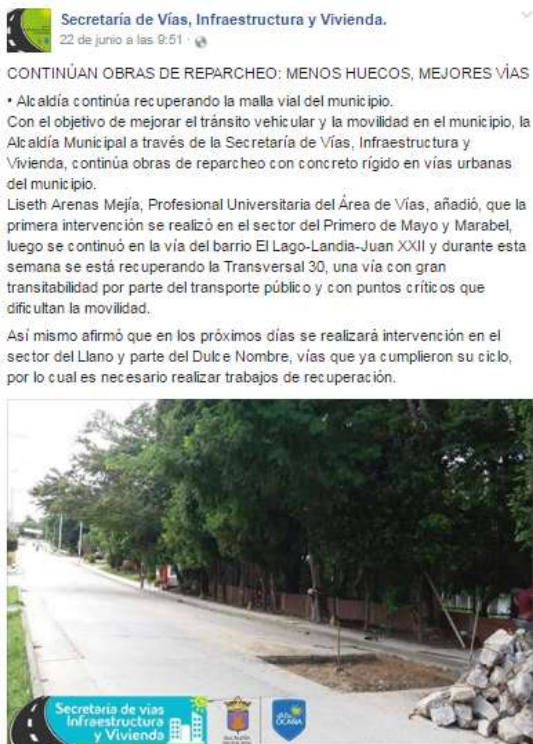 Secretaría de Vías, Infraestructura y Vivienda.
22 de junio a las 9:51 ·
CONTINÚAN OBRAS DE REPARCHEO: MENOS HUECOS, MEJORES VÍAS
• Alcaldía continúa recuperando la malla vial del municipio.
Con el objetivo de mejorar el tránsito vehicular y la movilidad en el municipio, la
Alcaldía Municipal a través de la Secretaría de Vías, Infraestructura y
Vivienda, continúa obras de reparcheo con concreto rígido en vías urbanas
del municipio.
Liseth Arenas Mejía, Profesional Universitaria del Área de Vías, añadió, que la
primera intervención se realizó en el sector del Primero de Mayo y Marabel,
luego se continuó en la vía del barrio El Lago-Landia-Juan XXII y durante esta
semana se está recuperando la Transversal 30, una vía con gran
transitabilidad por parte del transporte público y con puntos críticos que
dificultan la movilidad.
Así mismo afirmó que en los próximos días se realizará intervención en el
sector del Llano y parte del Dulce Nombre, vías que ya cumplieron su ciclo,
por lo cual es necesario realizar trabajos de recuperación.
Secretaria de vias
Infraestructura
y Vivienda
OCAÑA